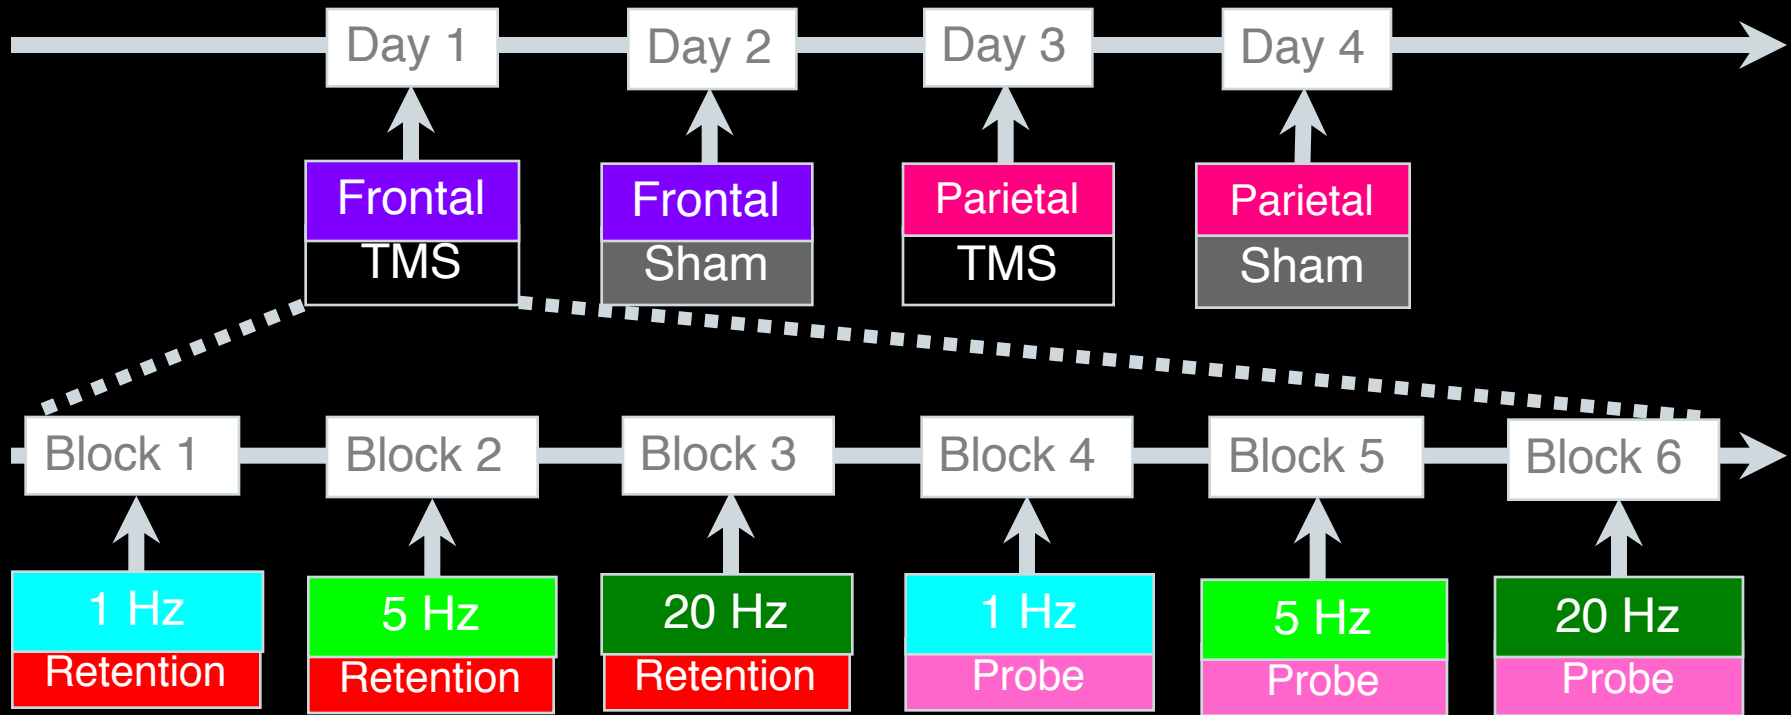 Day 1
Day 2
Day 3
Day 4
Frontal
Frontal
Parietal
Parietal
TMS
Sham
TMS
Sham
Block 1
Block 2
Block 3
Block 4
Block 5
Block 6
1 Hz
5 Hz
20 Hz
1 Hz
5 Hz
20 Hz
Retention
Retention
Retention
Probe
Probe
Probe